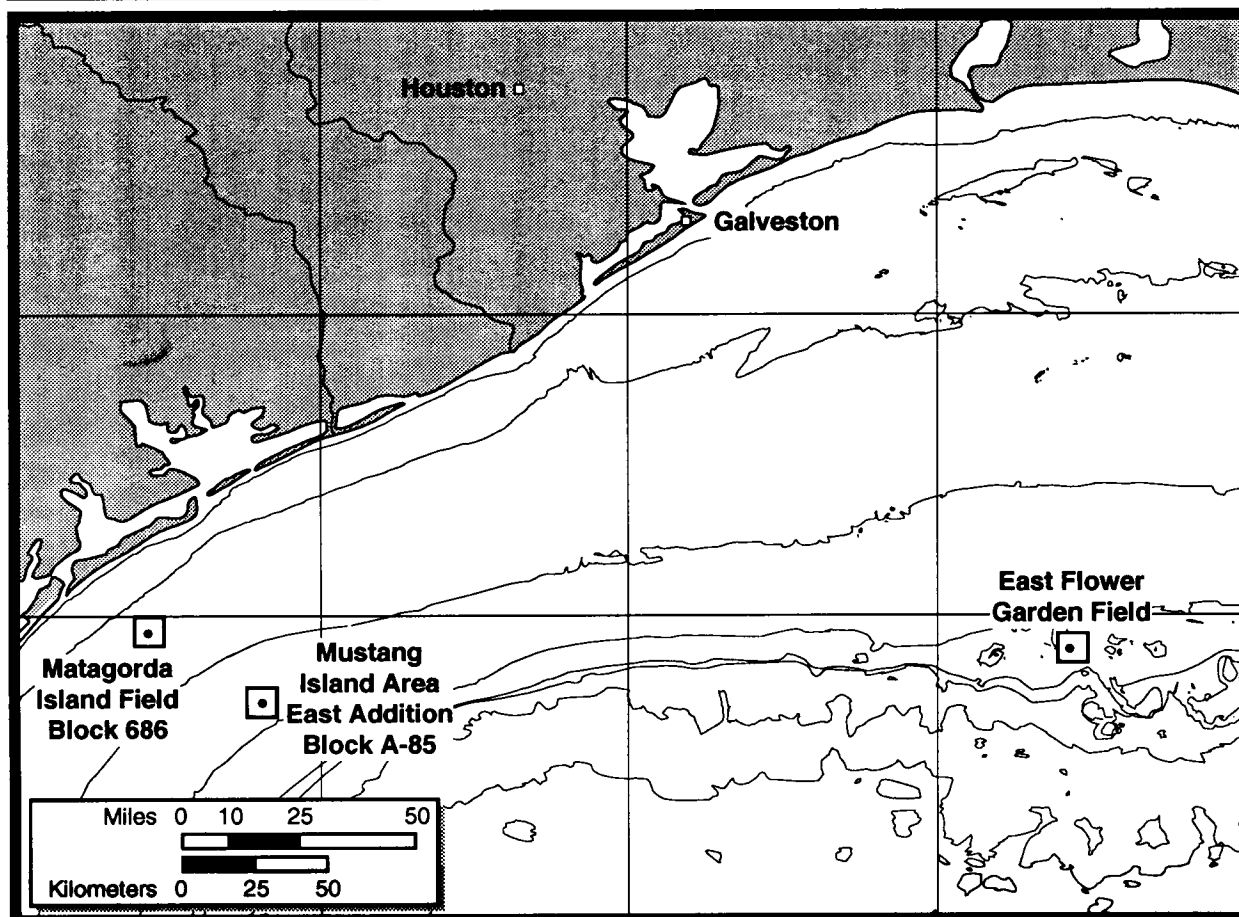 Houston
Galveston
East Flower
Garden Field
Matagorda
Island Field
Block 686
Mustang
Island Area
East Addition
Block A-85
Miles 0 10 25 50
Kilometers 0 25 50